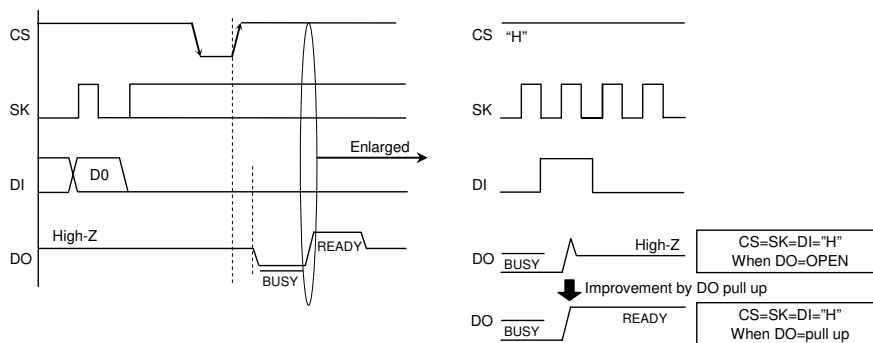 CS
SK
DI
D0
DO
High-Z
READY
BUSY
Enlarged
CS
“H”
SK
DI
DO
BUSY
High-Z
CS=SK=DI=”H”
When DO=OPEN
Improvement by DO pull up
DO
BUSY
READY
CS=SK=DI=”H”
When DO=pull up